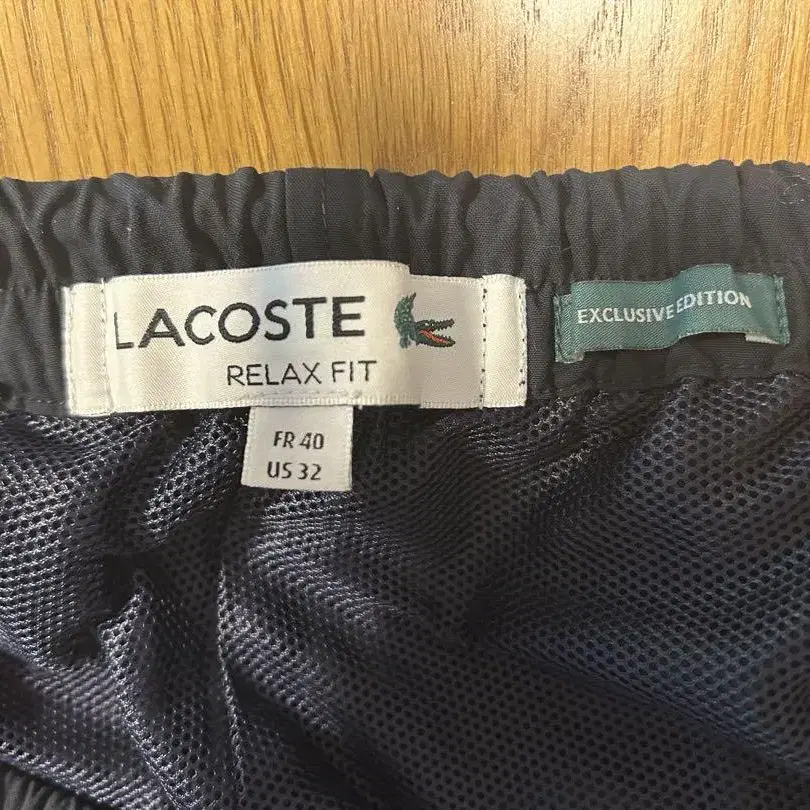 LACOSTE
RELAX FIT
FR 40
US 32
EXCLUSIVE EDITION